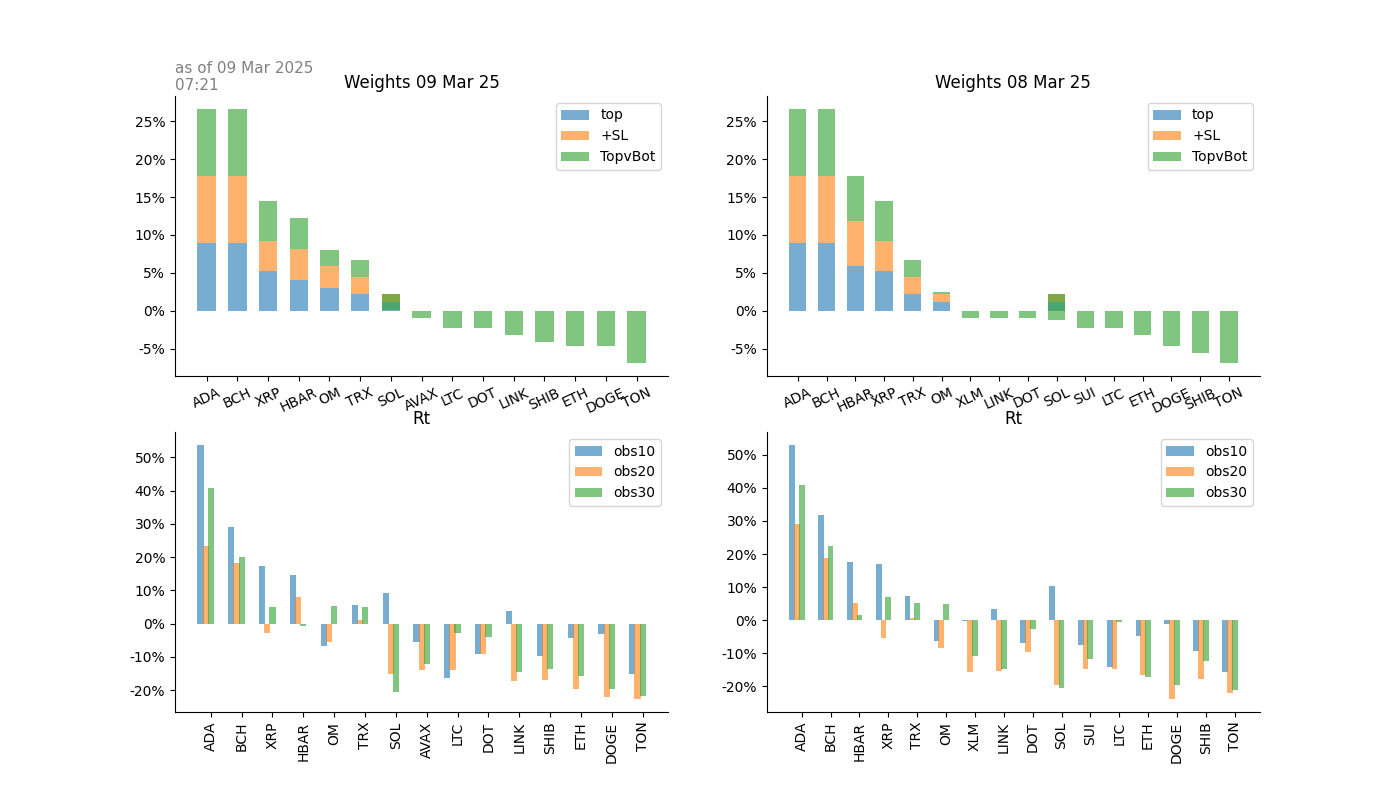 as of 09 Mar 2025
07:21
Weights 09 Mar 25
25%
20%
15%
10%
5%
0%
-5%
top
+SL
TopvBot
ADA BCH XRP HBAR OM TRX SOL AVAX LTC DOT LINK SHIB ETH DOGE TON
Weights 08 Mar 25
25%
20%
15%
10%
5%
0%
-5%
top
+SL
TopvBot
ADA BCH HBAR XRP TRX OM XLM LINK DOT SOL SUI LTC ETH DOGE SHIB TON
Rt
50%
40%
30%
20%
10%
0%
-10%
-20%
obs10
obs20
obs30
ADA BCH XRP HBAR OM TRX SOL AVAX LTC DOT LINK SHIB ETH DOGE TON
Rt
50%
40%
30%
20%
10%
0%
-10%
-20%
obs10
obs20
obs30
ADA BCH HBAR XRP TRX OM XLM LINK DOT SOL SUI LTC ETH DOGE SHIB TON